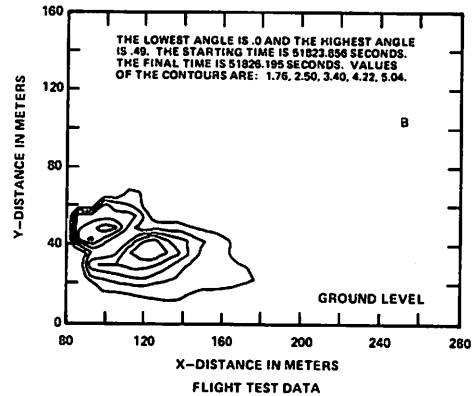 THE LOWEST ANGLE IS .0 AND THE HIGHEST ANGLE
IS .49. THE STARTING TIME IS 51823.856 SECONDS.
THE FINAL TIME IS 51826.195 SECONDS. VALUES
OF THE CONTOURS ARE: 1.76, 2.50, 3.40, 4.22, 5.04.
B
160
120
80
40
0
Y-DISTANCE IN METERS
GROUND LEVEL
80 120 160 200 240 260
X-DISTANCE IN METERS
FLIGHT TEST DATA